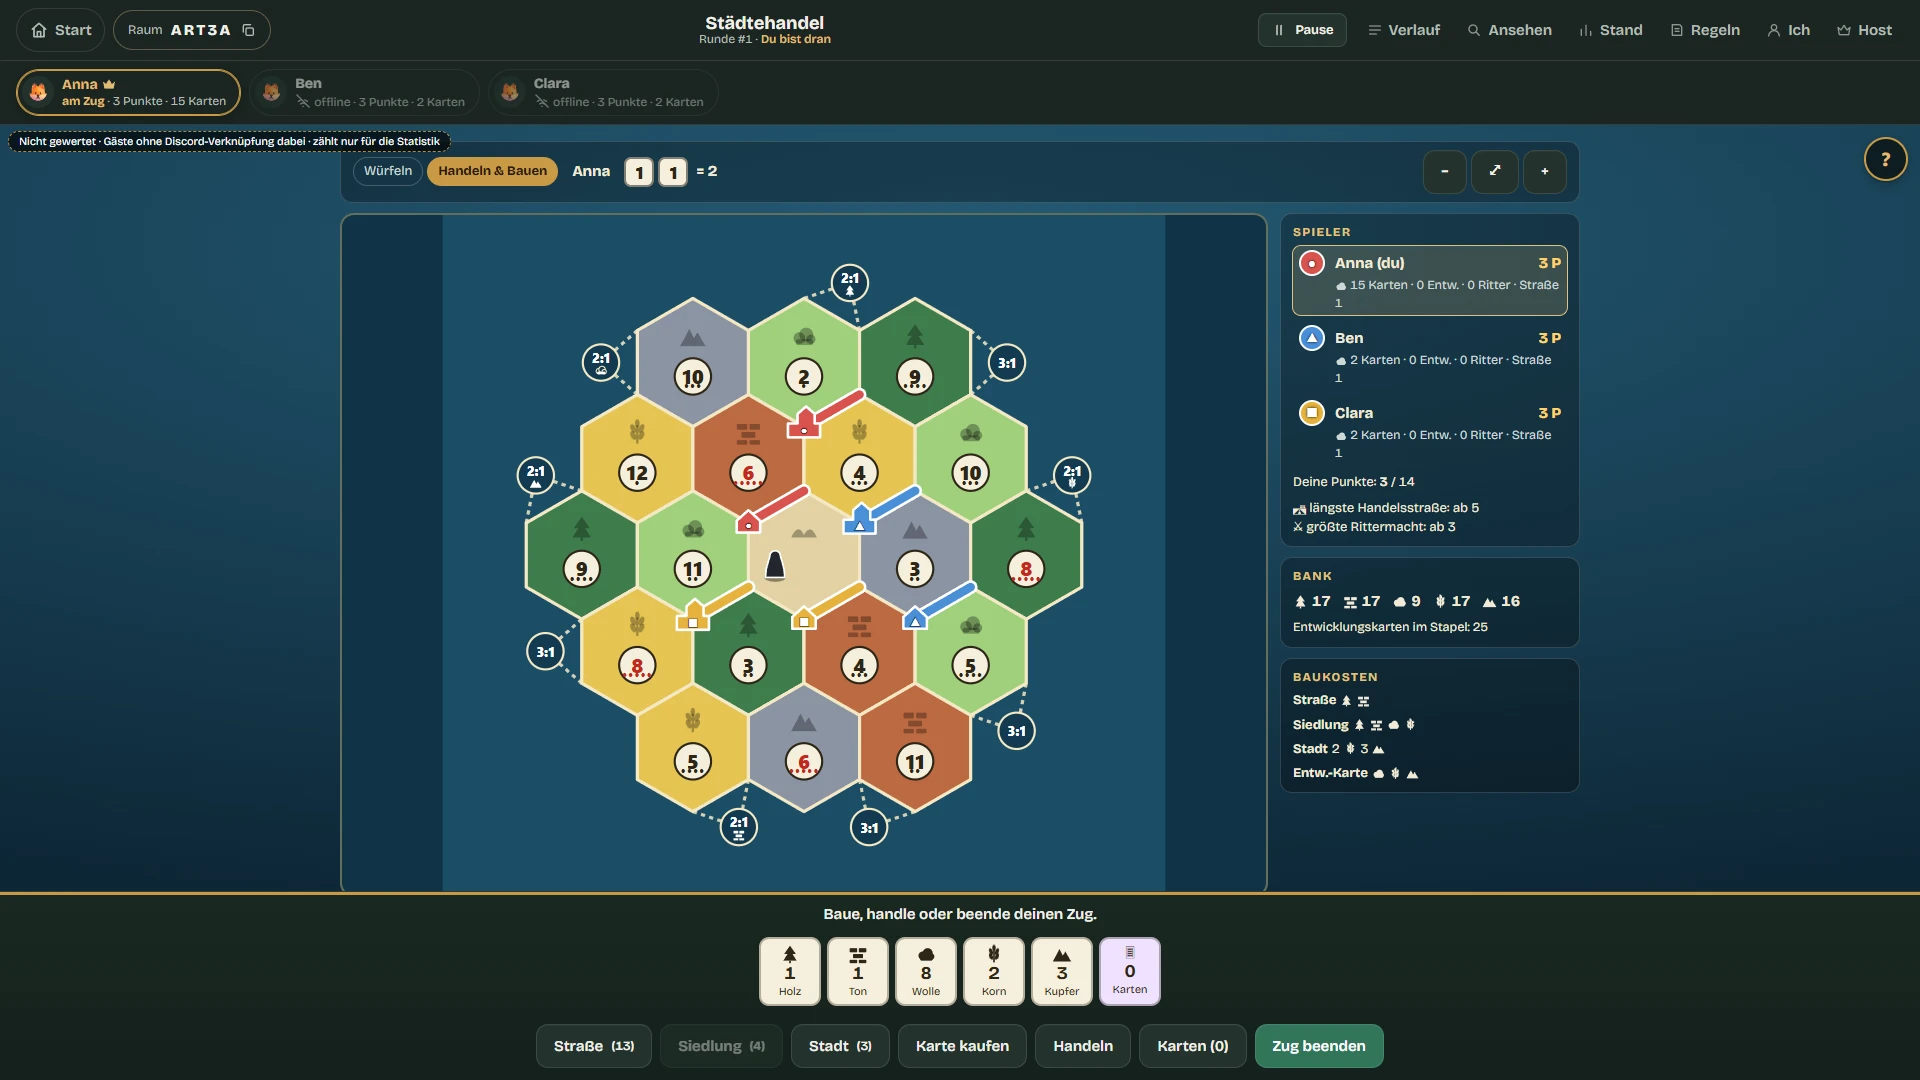 Start
Raum ART3A
Städtehandel
Runde #1 · Du bist dran
Pause
Verlauf
Ansehen
Stand
Regeln
Ich
Host
Anna
am Zug · 3 Punkte · 15 Karten
Ben
offline · 3 Punkte · 2 Karten
Clara
offline · 3 Punkte · 2 Karten
Nicht gewertet · Gäste ohne Discord-Verknüpfung dabei · zählt nur für die Statistik
?
Würfeln
Handeln & Bauen
Anna 1 1 = 2
-
+
2:1
2:1
3:1
10
2
9
12
6
4
10
2:1
2:1
9
11
3
8
3:1
8
3
4
5
3:1
5
6
11
2:1
3:1
SPIELER
Anna (du) 3 P
15 Karten · 0 Entw. · 0 Ritter · Straße
1
Ben 3 P
2 Karten · 0 Entw. · 0 Ritter · Straße
1
Clara 3 P
2 Karten · 0 Entw. · 0 Ritter · Straße
1
Deine Punkte: 3 / 14
längste Handelsstraße: ab 5
größte Rittermacht: ab 3
BANK
17 17 9 17 16
Entwicklungskarten im Stapel: 25
BAUKOSTEN
Straße
Siedlung
Stadt 2 3
Entw.-Karte
Baue, handle oder beende deinen Zug.
1
Holz
1
Ton
8
Wolle
2
Korn
3
Kupfer
0
Karten
Straße (13)
Siedlung (4)
Stadt (3)
Karte kaufen
Handeln
Karten (0)
Zug beenden